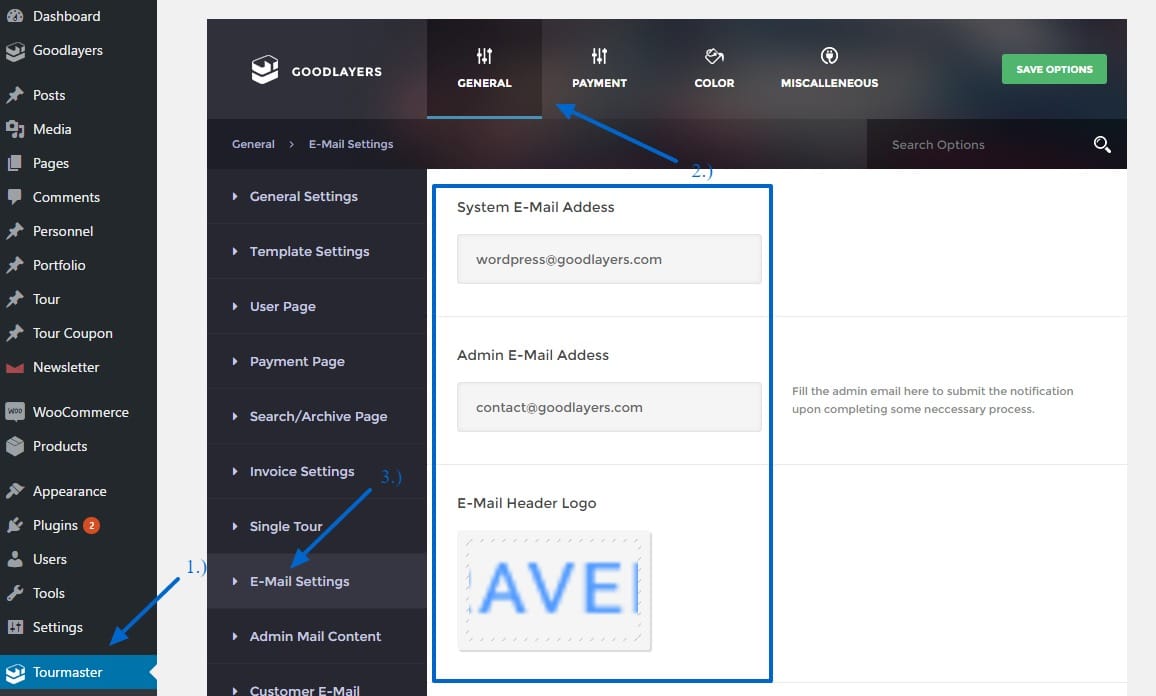 Dashboard
Goodlayers
Posts
Media
Pages
Comments
Personnel
Portfolio
Tour
Tour Coupon
Newsletter
WOO
WooCommerce
Products
Appearance
Plugins 2
Users
Tools
Settings
Tourmaster
1.)
GOODLAYERS
GENERAL
PAYMENT
COLOR
MISCALLENEOUS
SAVE OPTIONS
General > E-Mail Settings
Search Options
2.)
General Settings
Template Settings
User Page
Payment Page
Search/Archive Page
Invoice Settings
3.)
Single Tour
E-Mail Settings
Admin Mail Content
Customer E-Mail
System E-Mail Addess
wordpress@goodlayers.com
Admin E-Mail Addess
contact@goodlayers.com
Fill the admin email here to submit the notification
upon completing some neccessary process.
E-Mail Header Logo
AVE